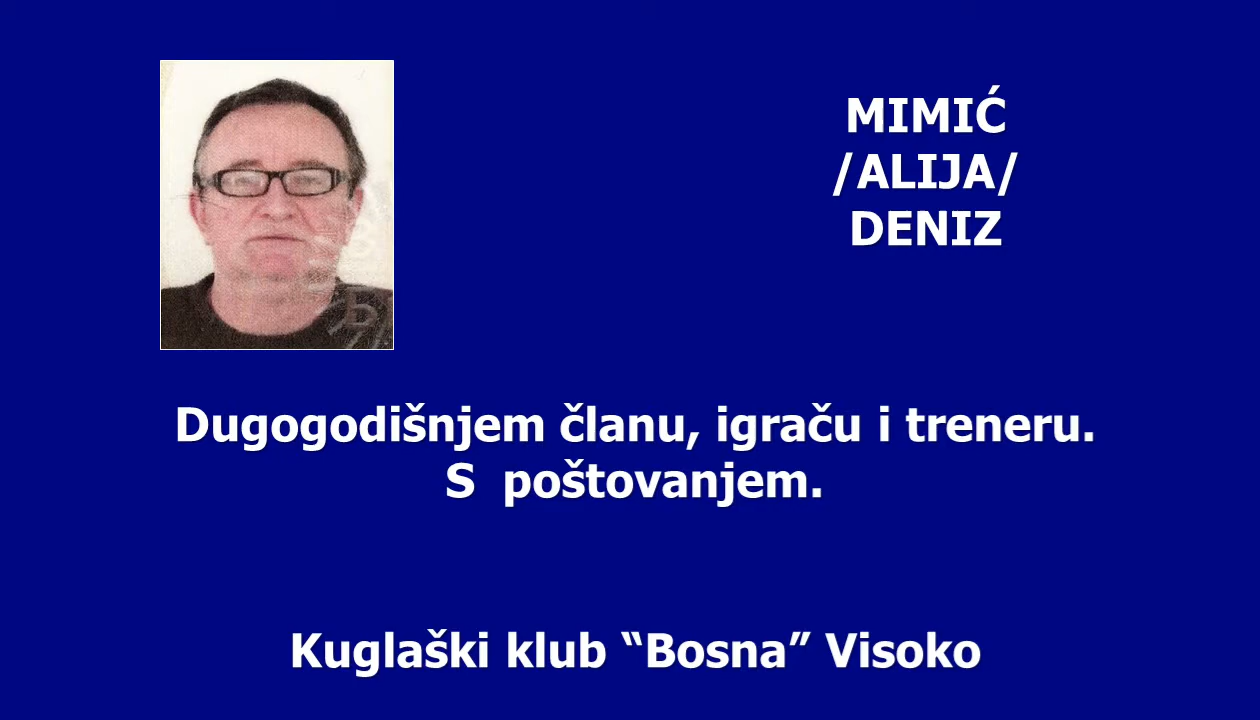 MIMIĆ
/ALIJA/
DENIZ
Dugogodišnjem članu, igraču i treneru.
S poštovanjem.
Kuglaški klub “Bosna” Visoko